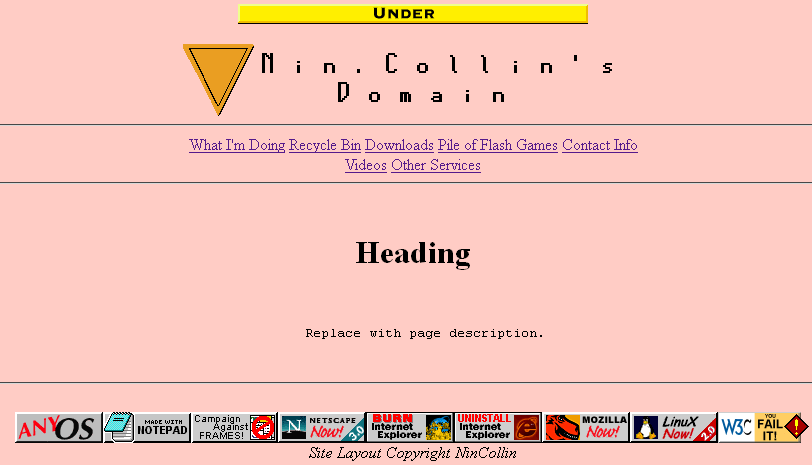 UNDER
Nin.Collin's
Domain
What I'm Doing Recycle Bin Downloads Pile of Flash Games Contact Info
Videos Other Services
Heading
Replace with page description.
ANY OS
MADE WITH
NOTEPAD
Campaign
Against
FRAMES!
NETSCAPE
Now! 3.0
BURN
Internet
Explorer
UNINSTALL
Internet
Explorer
MOZILLA
Now!
LINUX
Now! 2.0
W3C
YOU
FAIL
IT!
Site Layout Copyright NinCollin